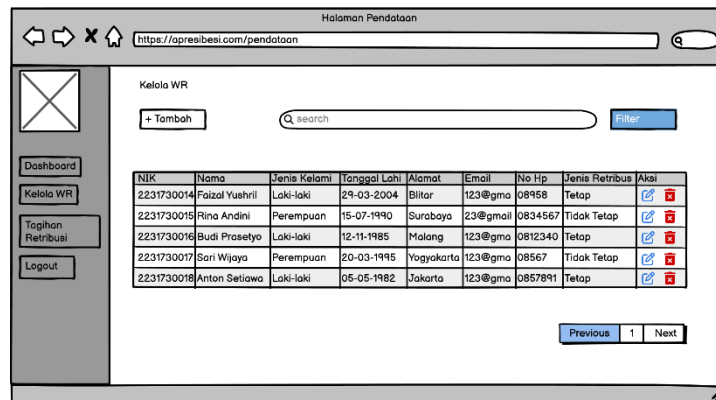 Halaman Pendataan
https://apresibesi.com/pendataan
Kelola WR
+ Tambah
search
Filter
Dashboard
Kelola WR
Tagihan
Retribusi
Logout
NIK Nama Jenis Kelami Tanggal Lahi Alamat Email No Hp Jenis Retribus Aksi
2231730014 Faizal Yushril Laki-laki 29-03-2004 Blitar 123@gma 08958 Tetap
2231730015 Rina Andini Perempuan 15-07-1990 Surabaya 23@gmail 0834567 Tidak Tetap
2231730016 Budi Prasetyo Laki-laki 12-11-1985 Malang 123@gma 0812340 Tetap
2231730017 Sari Wijaya Perempuan 20-03-1995 Yogyakarta 123@gma 08567 Tidak Tetap
2231730018 Anton Setiawa Laki-laki 05-05-1982 Jakarta 123@gma 0857891 Tetap
Previous 1 Next